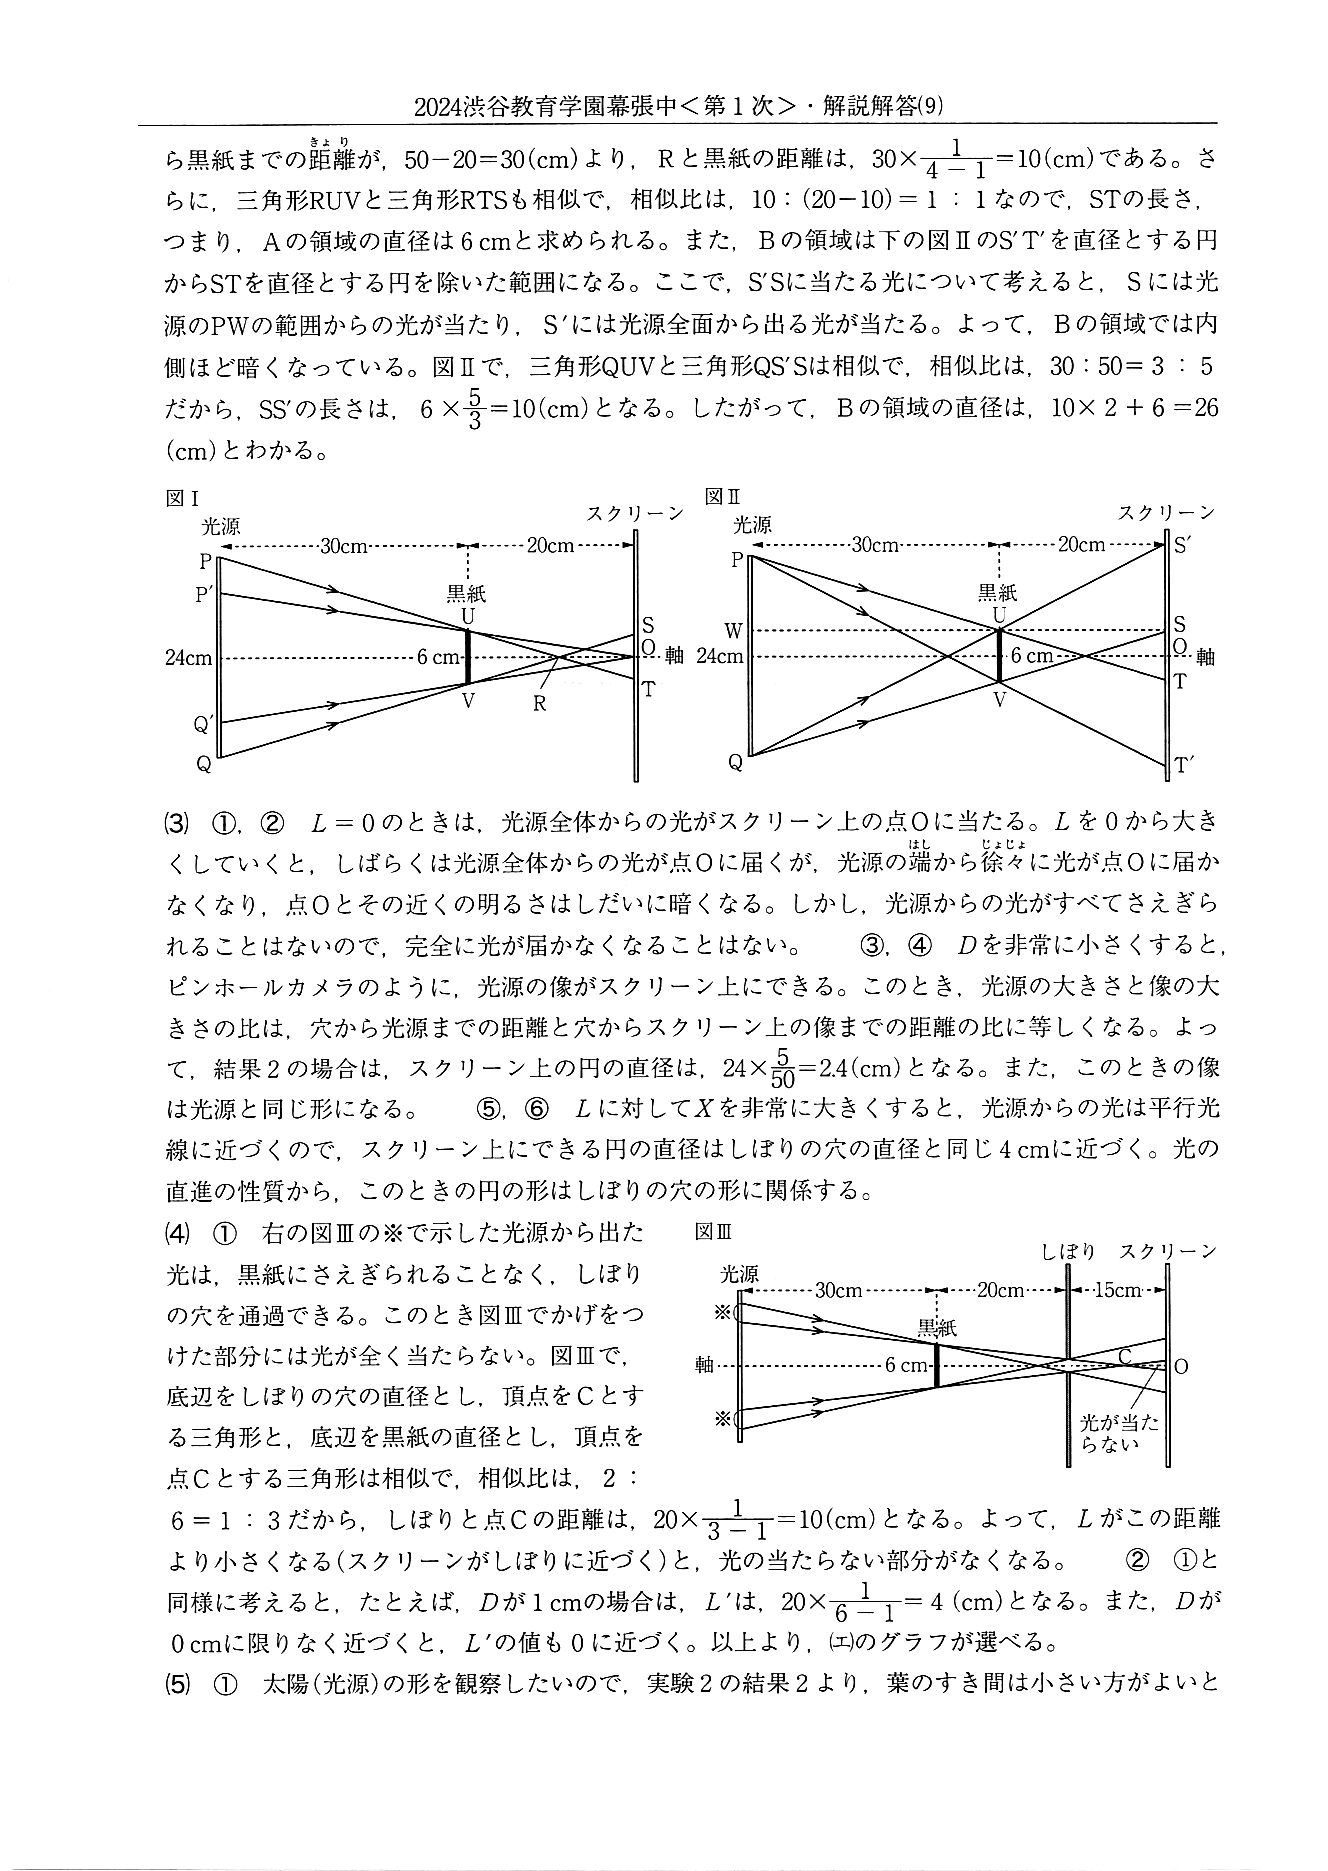 2024渋谷教育学園幕張中＜第1次＞・解説解答(9)
ら黒紙までの距離が，50－20＝30(cm)より，Rと黒紙の距離は，30×1/(4－1)＝10(cm)である。さ
らに，三角形RUVと三角形RTSも相似で，相似比は，10：(20－10)＝1：1なので，STの長さ，
つまり，Aの領域の直径は6cmと求められる。また，Bの領域は下の図ⅡのS′T′を直径とする円
からSTを直径とする円を除いた範囲になる。ここで，S′Sに当たる光について考えると，Sには光
源のPWの範囲からの光が当たり，S′には光源全面から出る光が当たる。よって，Bの領域では内
側ほど暗くなっている。図Ⅱで，三角形QUVと三角形QS′Sは相似で，相似比は，30：50＝3：5
だから，SS′の長さは，6×5/3＝10(cm)となる。したがって，Bの領域の直径は，10×2＋6＝26
(cm)とわかる。
図Ⅰ
光源
スクリーン
30cm
20cm
P
P′
黒紙
U
S
24cm
6cm
O
軸
T
V
R
Q′
Q
図Ⅱ
光源
スクリーン
30cm
20cm
S′
P
黒紙
U
W
S
24cm
6cm
O
軸
T
V
Q
T′
(3) ①，② L＝0のときは，光源全体からの光がスクリーン上の点Oに当たる。Lを0から大き
くしていくと，しばらくは光源全体からの光が点Oに届くが，光源の端から徐々に光が点Oに届か
なくなり，点Oとその近くの明るさはしだいに暗くなる。しかし，光源からの光がすべてさえぎら
れることはないので，完全に光が届かなくなることはない。 ③，④ Dを非常に小さくすると，
ピンホールカメラのように，光源の像がスクリーン上にできる。このとき，光源の大きさと像の大
きさの比は，穴から光源までの距離と穴からスクリーン上の像までの距離の比に等しくなる。よっ
て，結果2の場合は，スクリーン上の円の直径は，24×5/50＝2.4(cm)となる。また，このときの像
は光源と同じ形になる。 ⑤，⑥ Lに対してXを非常に大きくすると，光源からの光は平行光
線に近づくので，スクリーン上にできる円の直径はしぼりの穴の直径と同じ4cmに近づく。光の
直進の性質から，このときの円の形はしぼりの穴の形に関係する。
(4) ① 右の図Ⅲの※で示した光源から出た
光は，黒紙にさえぎられることなく，しぼり
の穴を通過できる。このとき図Ⅲでかげをつ
けた部分には光が全く当たらない。図Ⅲで，
底辺をしぼりの穴の直径とし，頂点をCとす
る三角形と，底辺を黒紙の直径とし，頂点を
点Cとする三角形は相似で，相似比は，2：
図Ⅲ
しぼり
スクリーン
光源
30cm
20cm
15cm
※
黒紙
軸
6cm
C
O
※
光が当た
らない
6＝1：3だから，しぼりと点Cの距離は，20×1/(3－1)＝10(cm)となる。よって，Lがこの距離
より小さくなる(スクリーンがしぼりに近づく)と，光の当たらない部分がなくなる。 ② ①と
同様に考えると，たとえば，Dが1cmの場合は，L′は，20×1/(6－1)＝4(cm)となる。また，Dが
0cmに限りなく近づくと，L′の値も0に近づく。以上より，(エ)のグラフが選べる。
(5) ① 太陽(光源)の形を観察したいので，実験2の結果2より，葉のすき間は小さい方がよいと